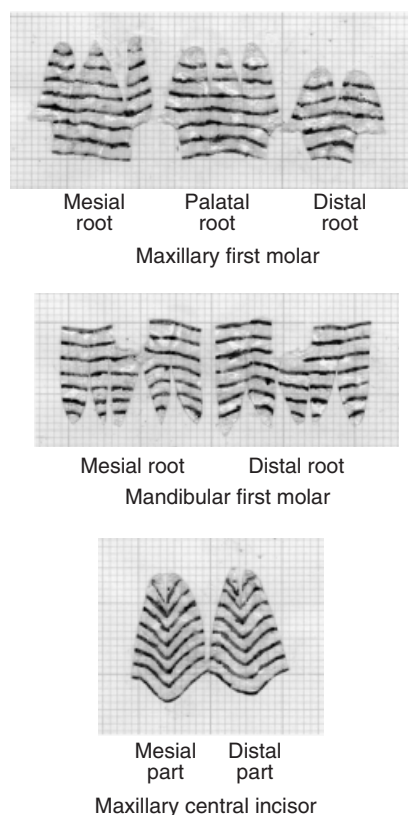 Mesial root
Palatal root
Distal root
Maxillary first molar
Mesial root
Distal root
Mandibular first molar
Mesial part
Distal part
Maxillary central incisor